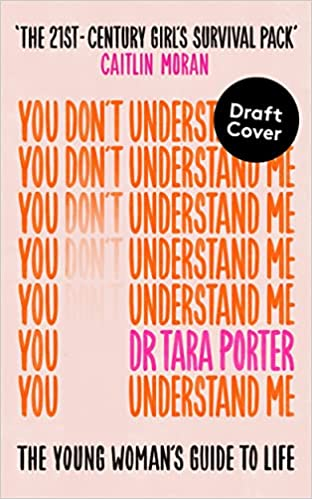 'THE 21ST-CENTURY GIRL'S SURVIVAL PACK'
CAITLIN MORAN
YOU DON'T UNDERST
Draft
Cover
YOU DON'T UNDERSTAND ME
YOU DON'T UNDERSTAND ME
YOU DON'T UNDERSTAND ME
YOU UNDERSTAND ME
YOU DR TARA PORTER
YOU UNDERSTAND ME
THE YOUNG WOMAN'S GUIDE TO LIFE